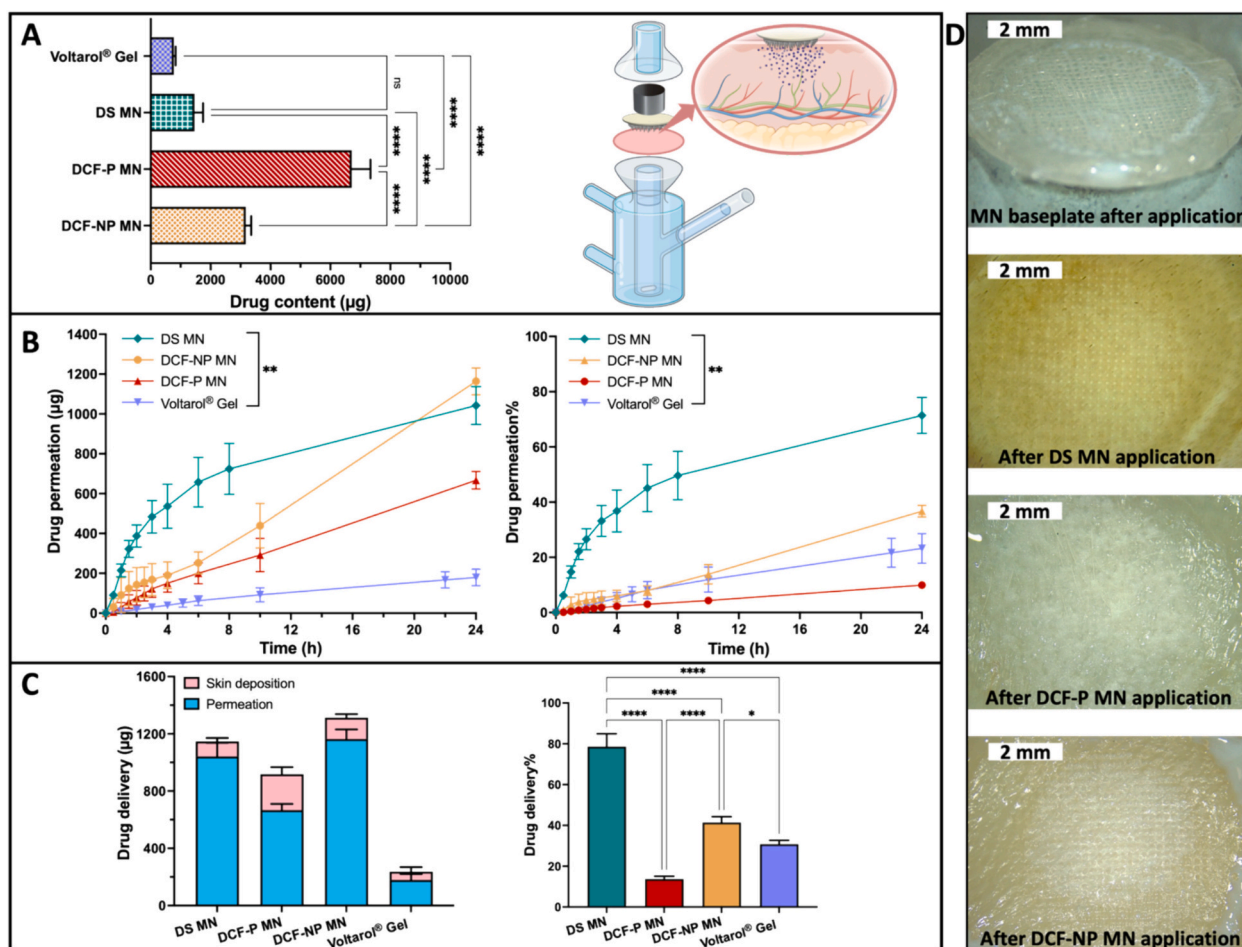 A
Voltarol® Gel
DS MN
DCF-P MN
DCF-NP MN
ns
****
****
****
****
****
0 2000 4000 6000 8000 10000
Drug content (µg)
B
DS MN
DCF-NP MN
DCF-P MN
Voltarol® Gel
**
1400
1200
1000
800
600
400
200
0
Drug permeation (µg)
0 4 8 12 16 20 24
Time (h)
DS MN
DCF-NP MN
DCF-P MN
Voltarol® Gel
**
100
80
60
40
20
0
Drug permeation%
0 4 8 12 16 20 24
Time (h)
C
Skin deposition
Permeation
1600
1200
800
400
0
Drug delivery (µg)
DS MN
DCF-P MN
DCF-NP MN
Voltarol® Gel
****
****
**** **** *
100
80
60
40
20
0
Drug delivery%
DS MN
DCF-P MN
DCF-NP MN
Voltarol® Gel
D
2 mm
MN baseplate after application
2 mm
After DS MN application
2 mm
After DCF-P MN application
2 mm
After DCF-NP MN application